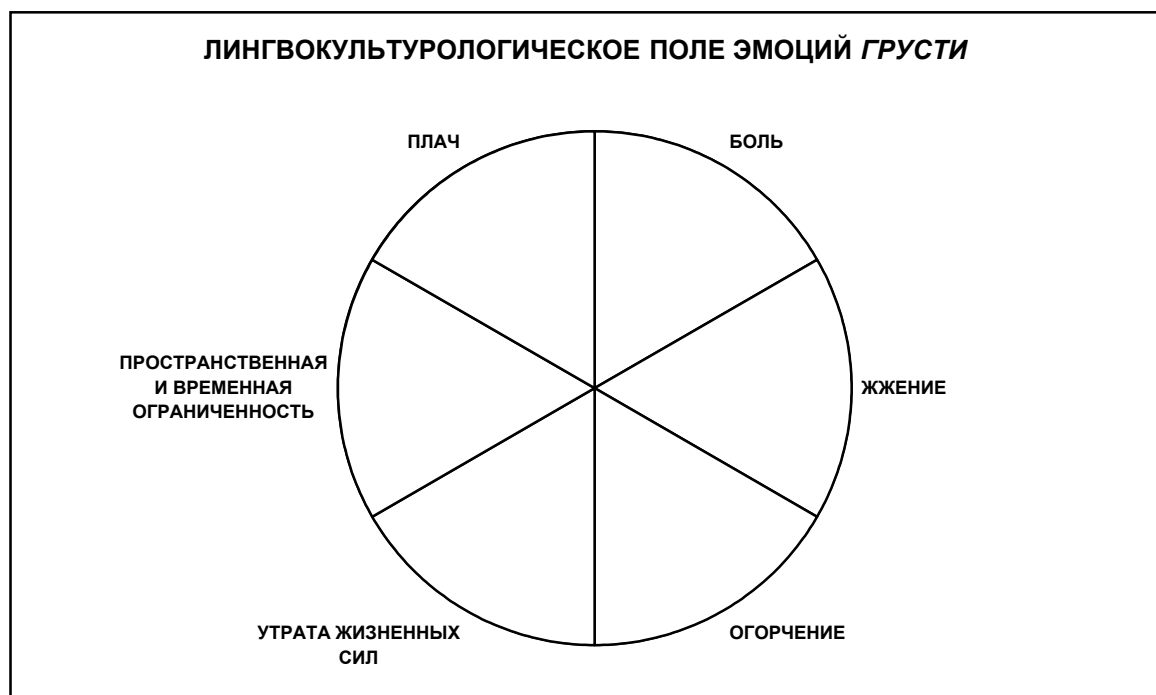 ЛИНГВОКУЛЬТУРОЛОГИЧЕСКОЕ ПОЛЕ ЭМОЦИЙ ГРУСТИ
ПЛАЧ
БОЛЬ
ПРОСТРАНСТВЕННАЯ
И ВРЕМЕННАЯ
ОГРАНИЧЕННОСТЬ
ЖЖЕНИЕ
УТРАТА ЖИЗНЕННЫХ
СИЛ
ОГОРЧЕНИЕ